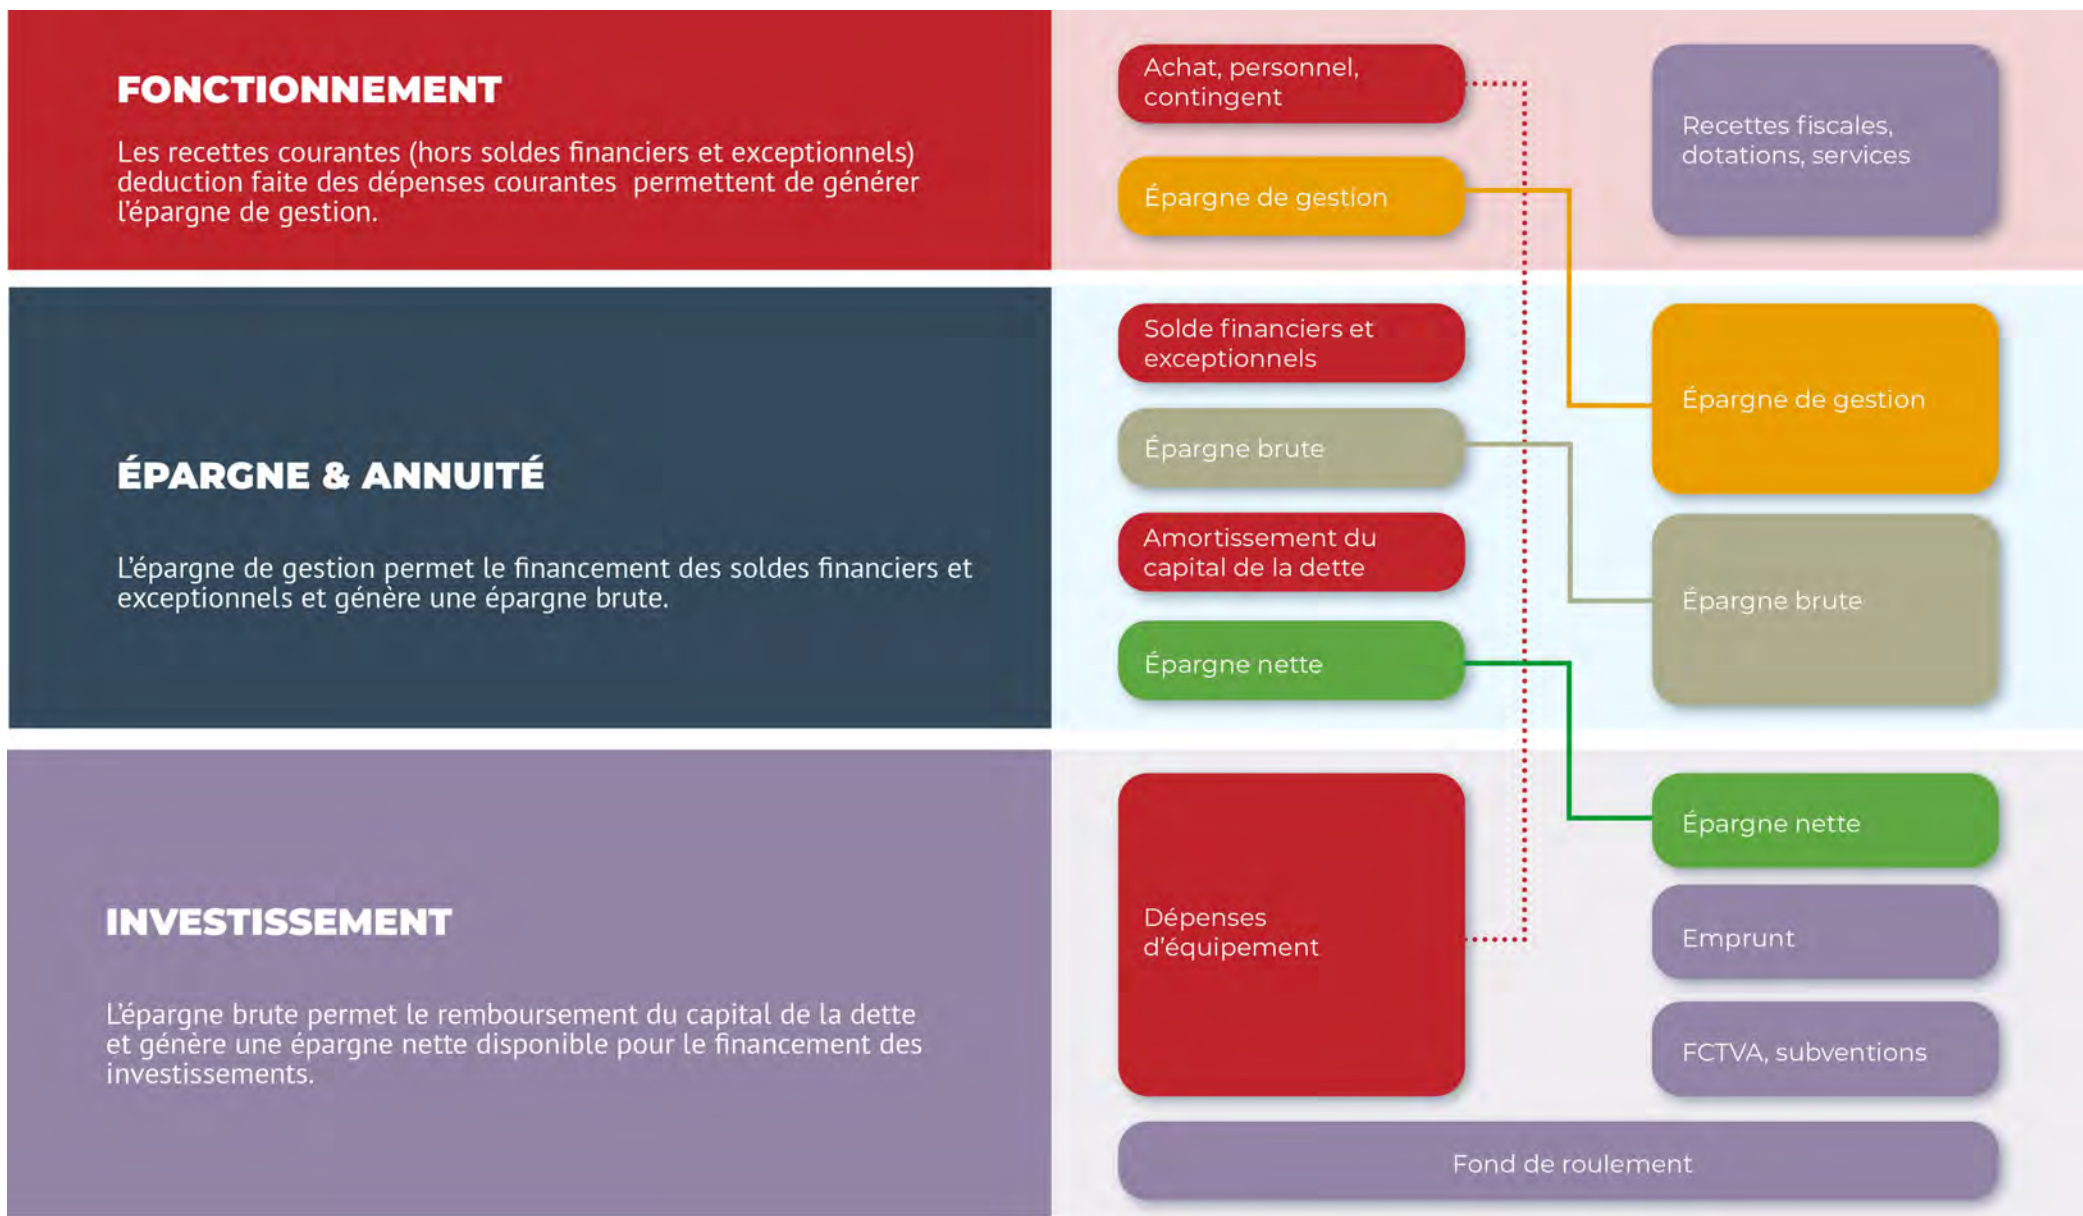 FONCTIONNEMENT
Les recettes courantes (hors soldes financiers et exceptionnels)
deduction faite des dépenses courantes permettent de générer
l'épargne de gestion.
Achat, personnel,
contingent
Épargne de gestion
Recettes fiscales,
dotations, services
ÉPARGNE & ANNUITÉ
L'épargne de gestion permet le financement des soldes financiers et
exceptionnels et génère une épargne brute.
Solde financiers et
exceptionnels
Épargne brute
Amortissement du
capital de la dette
Épargne nette
Épargne de gestion
Épargne brute
INVESTISSEMENT
L'épargne brute permet le remboursement du capital de la dette
et génère une épargne nette disponible pour le financement des
investissements.
Dépenses
d'équipement
Épargne nette
Emprunt
FCTVA, subventions
Fond de roulement